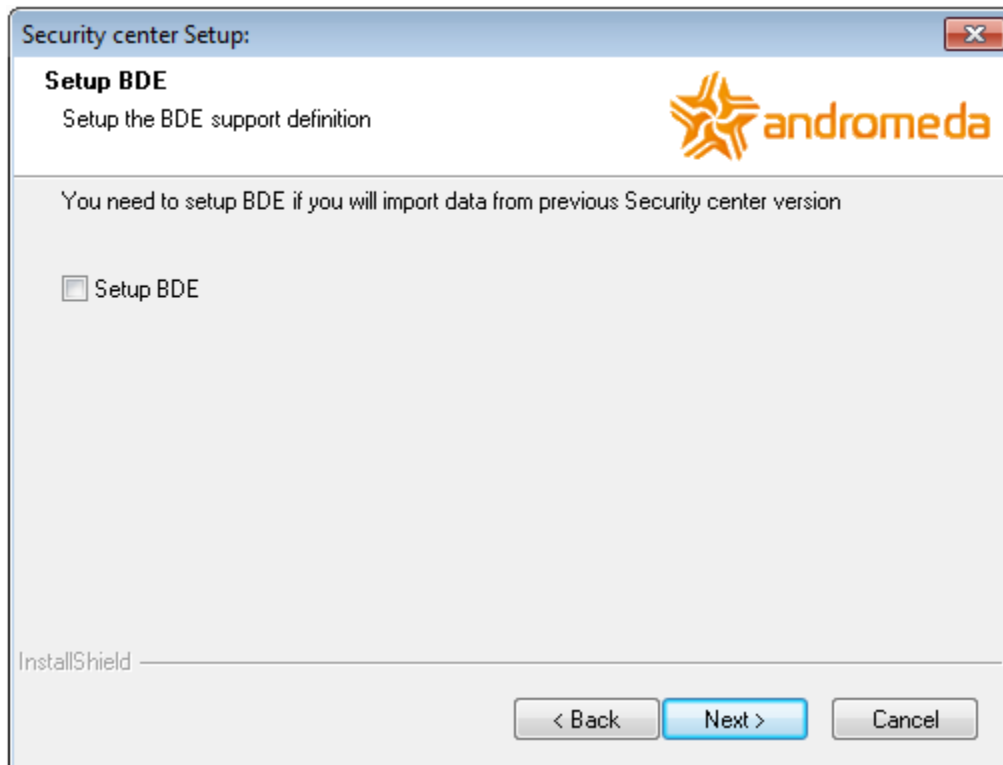 Security center Setup:
Setup BDE
Setup the BDE support definition
andromeda
You need to setup BDE if you will import data from previous Security center version
Setup BDE
InstallShield
< Back
Next >
Cancel